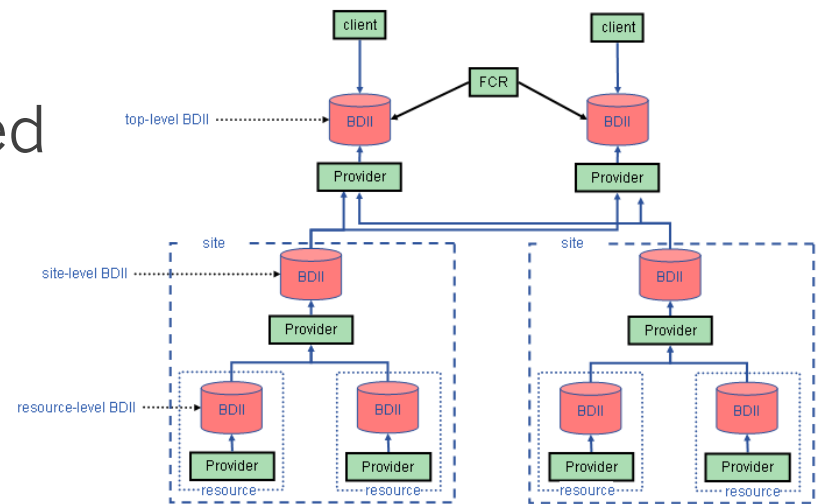 client
client
FCR
ed
top-level BDII
BDII
BDII
Provider
Provider
site
site
site-level BDII
BDII
BDII
Provider
Provider
resource-level BDII
BDII
BDII
BDII
BDII
Provider
Provider
Provider
Provider
resource
resource
resource
resource